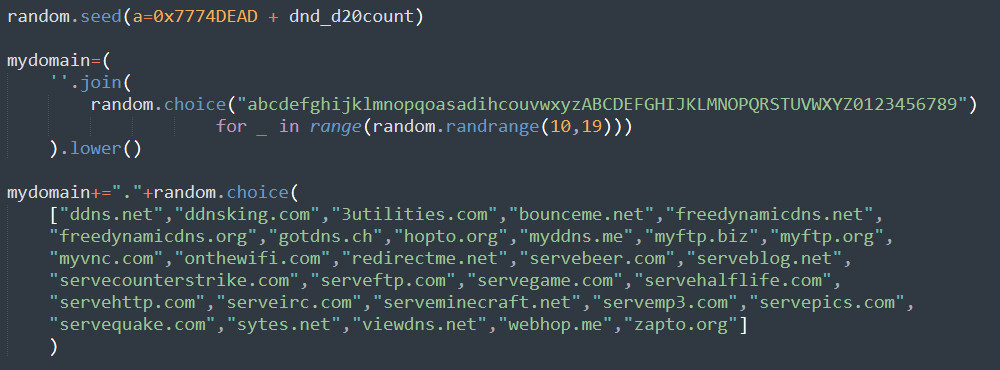 random.seed(a=0x7774DEAD + dnd_d20count)
mydomain=(
''.join(
random.choice("abcdefghijklmnopqoasadihcouvwxyzABCDEFGHIJKLMNOPQRSTUVWXYZ0123456789")
for _ in range(random.randrange(10,19)))
).lower()
mydomain+="."+random.choice(
["ddns.net","ddnsking.com","3utilities.com","bounceme.net","freedynamicdns.net",
"freedynamicdns.org","gotdns.ch","hopto.org","myddns.me","myftp.biz","myftp.org",
"myvnc.com","onthewifi.com","redirectme.net","servebeer.com","serveblog.net",
"servecounterstrike.com","serveftp.com","servegame.com","servehalflife.com",
"servehttp.com","serveirc.com","serveminecraft.net","servemp3.com","servepics.com",
"servequake.com","sytes.net","viewdns.net","webhop.me","zapto.org"]
)